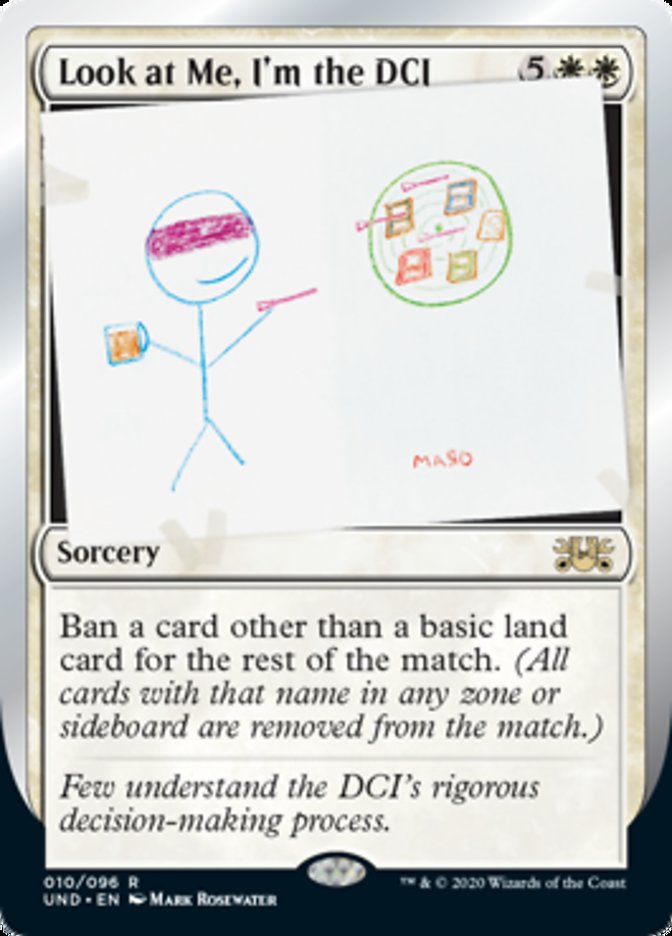 Look at Me, I'm the DCI 5
MARO
Sorcery
Ban a card other than a basic land
card for the rest of the match. (All
cards with that name in any zone or
sideboard are removed from the match.)
Few understand the DCI's rigorous
decision-making process.
010/096 R
UND • EN Mark Rosewater
™ & © 2020 Wizards of the Coast